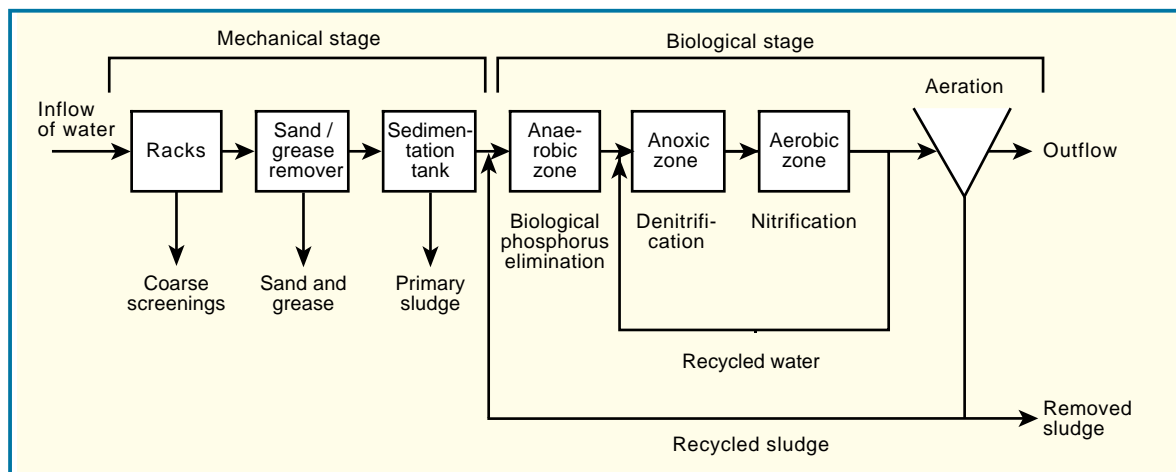 Mechanical stage
Biological stage
Aeration
Inflow
of water
Racks
Sand /
grease
remover
Sedimen-
tation
tank
Anae-
robic
zone
Anoxic
zone
Aerobic
zone
Outflow
Coarse
screenings
Sand and
grease
Primary
sludge
Biological
phosphorus
elimination
Denitrifi-
cation
Nitrification
Recycled water
Recycled sludge
Removed
sludge